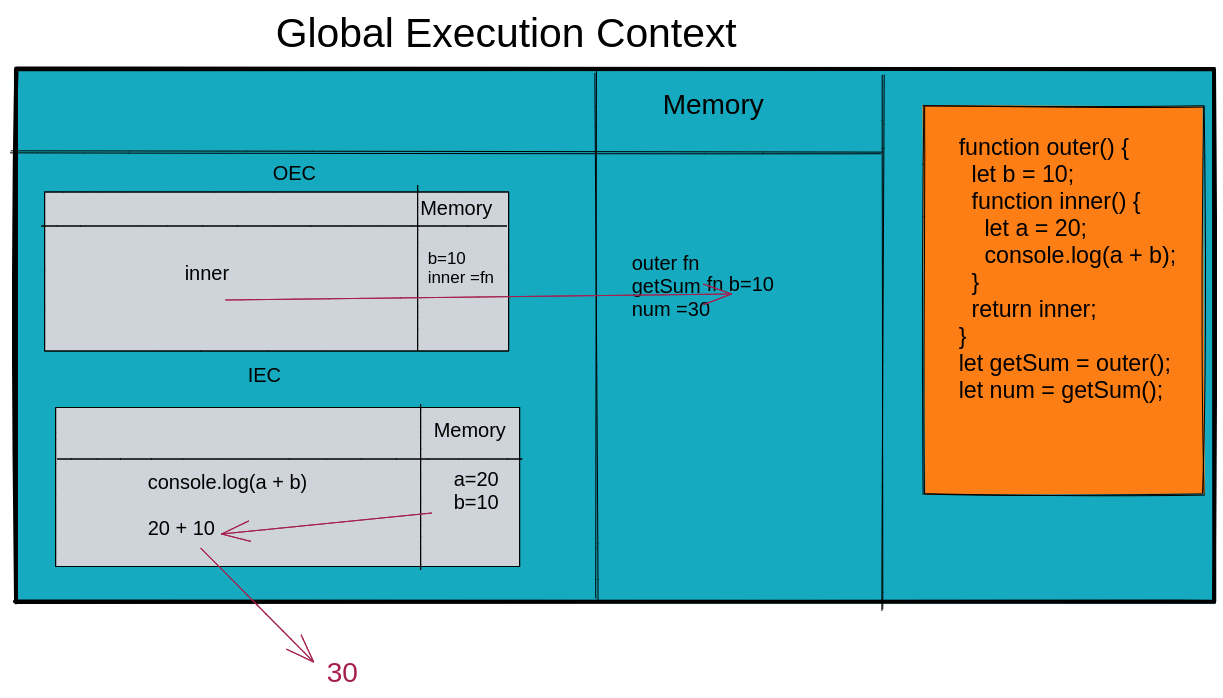 Global Execution Context
Memory
OEC
Memory
inner
b=10
inner =fn
IEC
Memory
console.log(a + b)
20 + 10
a=20
b=10
30
outer fn
getSum fn b=10
num =30
function outer() {
let b = 10;
function inner() {
let a = 20;
console.log(a + b);
}
return inner;
}
let getSum = outer();
let num = getSum();